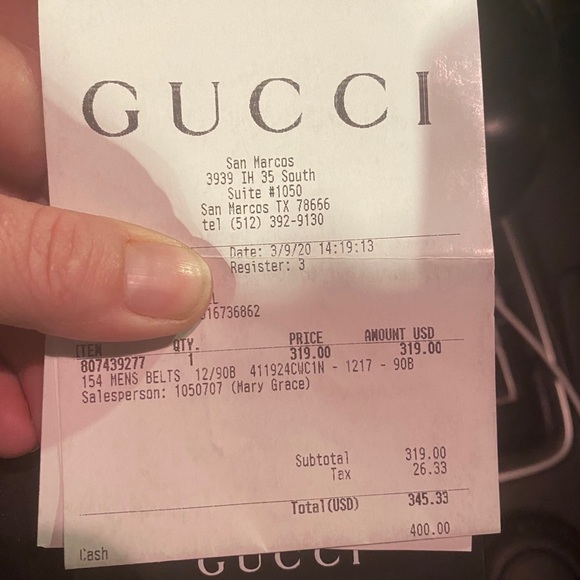 GUCCI
San Marcos
3939 IH 35 South
Suite #1050
San Marcos TX 78666
tel (512) 392-9130
Date: 3/9/20 14:19:13
Register: 3
16736862
ITEM QTY. PRICE AMOUNT USD
807439277 1 319.00 319.00
154 MENS BELTS 12/90B 411924CWC1N - 1217 - 90B
Salesperson: 1050707 (Mary Grace)
Subtotal 319.00
Tax 26.33
Total(USD) 345.33
400.00
Cash
GUCCI